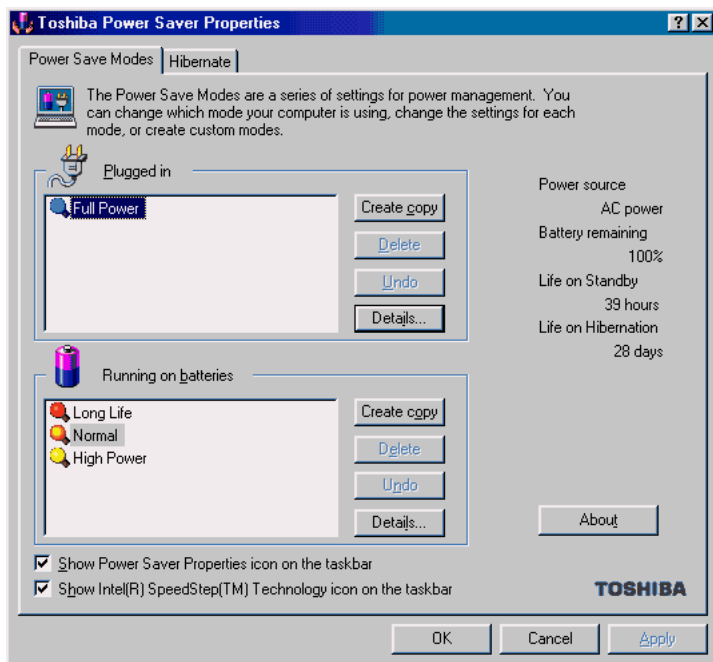 Toshiba Power Saver Properties
Power Save Modes
Hibernate
The Power Save Modes are a series of settings for power management. You
can change which mode your computer is using, change the settings for each
mode, or create custom modes.
Plugged in
Full Power
Create copy
Delete
Undo
Details...
Power source
AC power
Battery remaining
100%
Life on Standby
39 hours
Life on Hibernation
28 days
Running on batteries
Long Life
Normal
High Power
Create copy
Delete
Undo
Details...
About
Show Power Saver Properties icon on the taskbar
Show Intel(R) SpeedStep(TM) Technology icon on the taskbar
TOSHIBA
OK
Cancel
Apply